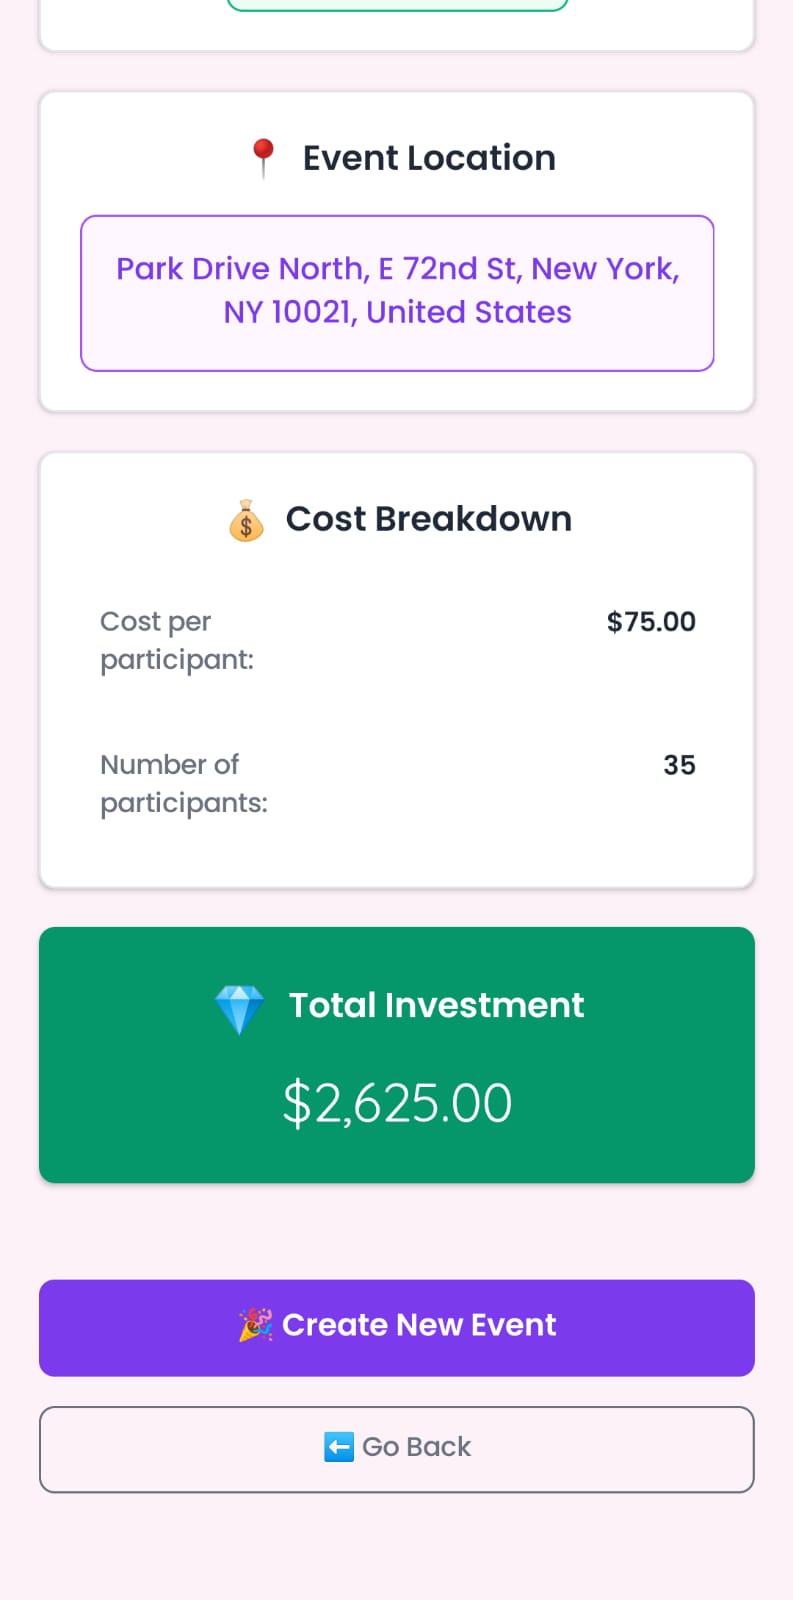 Event Location
Park Drive North, E 72nd St, New York,
NY 10021, United States
Cost Breakdown
Cost per
participant:
$75.00
Number of
participants:
35
Total Investment
$2,625.00
Create New Event
Go Back